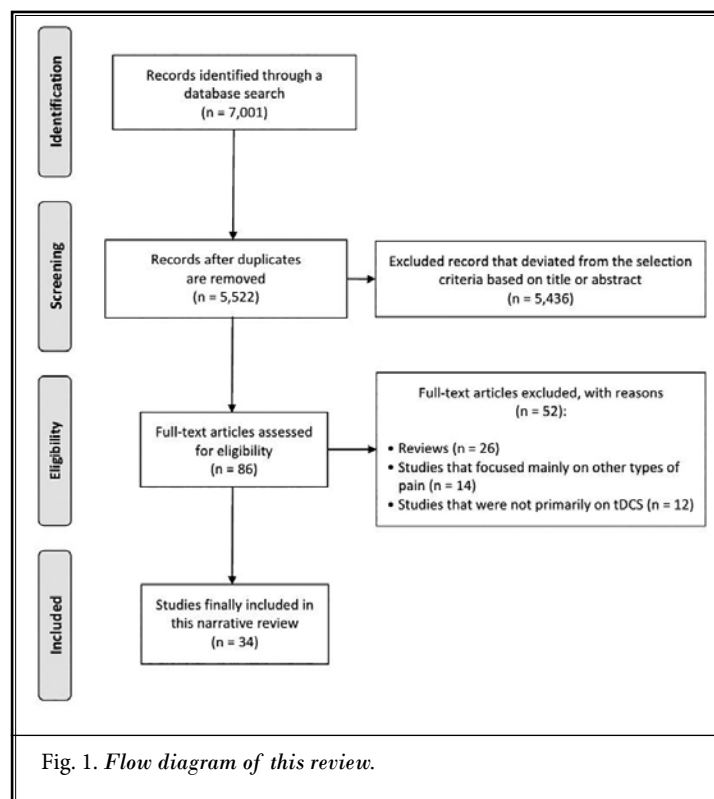 Identification
Records identified through a
database search
(n = 7,001)
Screening
Records after duplicates
are removed
(n = 5,522)
Excluded record that deviated from the selection
criteria based on title or abstract
(n = 5,436)
Eligibility
Full-text articles assessed
for eligibility
(n = 86)
Full-text articles excluded, with reasons
(n = 52):
• Reviews (n = 26)
• Studies that focused mainly on other types of
pain (n = 14)
• Studies that were not primarily on tDCS (n = 12)
Included
Studies finally included in
this narrative review
(n = 34)
Fig. 1. Flow diagram of this review.